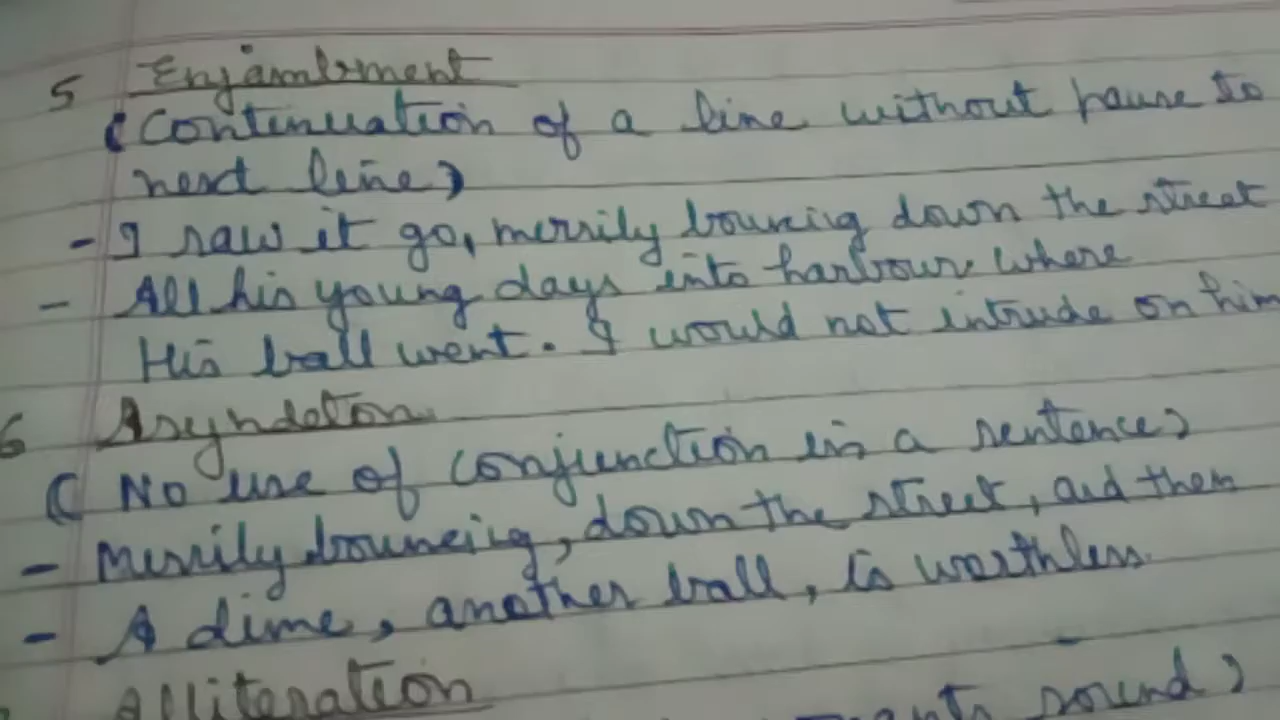 5 Enjambment
(Continuation of a line without pause to
next line)
- I saw it go, merrily bouncing down the street
- All his young days into harbour where
His ball went. I would not intrude on him
6 Asyndeton
( No use of conjunction in a sentence)
- Merrily bouncing, down the street, and then
- A dime, another ball, is worthless.
Alliteration
sound)